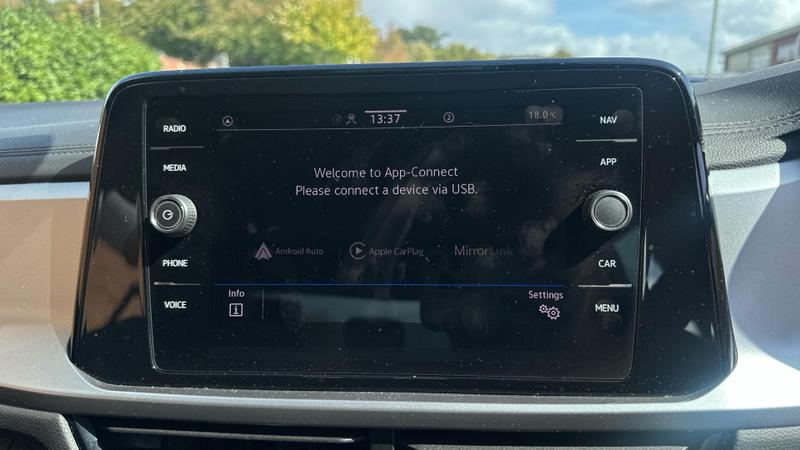 RADIO
MEDIA
PHONE
VOICE
13:37
2
18.0°C
Welcome to App-Connect
Please connect a device via USB.
Android Auto
Apple CarPlay
MirrorLink
Info
i
Settings
NAV
APP
CAR
MENU